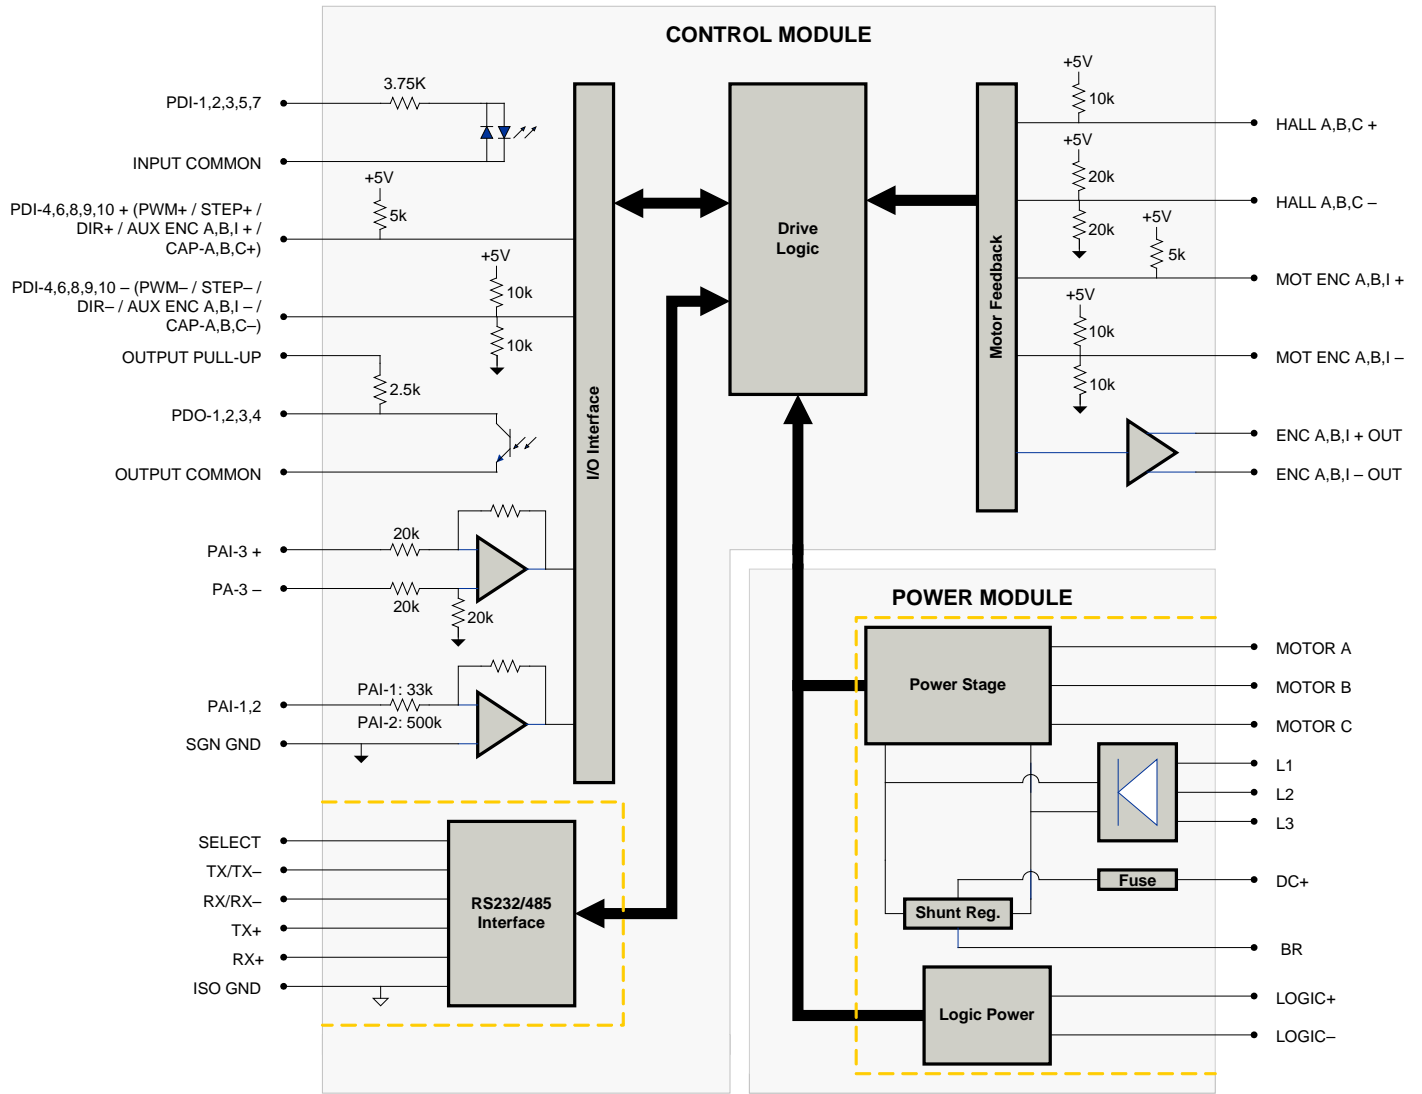 CONTROL MODULE
PDI-1,2,3,5,7
3.75K
INPUT COMMON
+5V
5k
PDI-4,6,8,9,10 + (PWM+ / STEP+ /
DIR+ / AUX ENC A,B,I + /
CAP-A,B,C+)
+5V
10k
PDI-4,6,8,9,10 – (PWM– / STEP– /
DIR– / AUX ENC A,B,I – /
CAP-A,B,C–)
10k
OUTPUT PULL-UP
2.5k
PDO-1,2,3,4
OUTPUT COMMON
PAI-3 +
20k
PA-3 –
20k
20k
PAI-1,2
PAI-1: 33k
PAI-2: 500k
SGN GND
I/O Interface
Drive
Logic
Motor Feedback
+5V
10k
HALL A,B,C +
+5V
20k
HALL A,B,C –
20k
+5V
5k
MOT ENC A,B,I +
+5V
10k
MOT ENC A,B,I –
10k
ENC A,B,I + OUT
ENC A,B,I – OUT
SELECT
TX/TX–
RX/RX–
TX+
RX+
ISO GND
RS232/485
Interface
POWER MODULE
Power Stage
MOTOR A
MOTOR B
MOTOR C
L1
L2
L3
Fuse
DC+
Shunt Reg.
BR
Logic Power
LOGIC+
LOGIC–